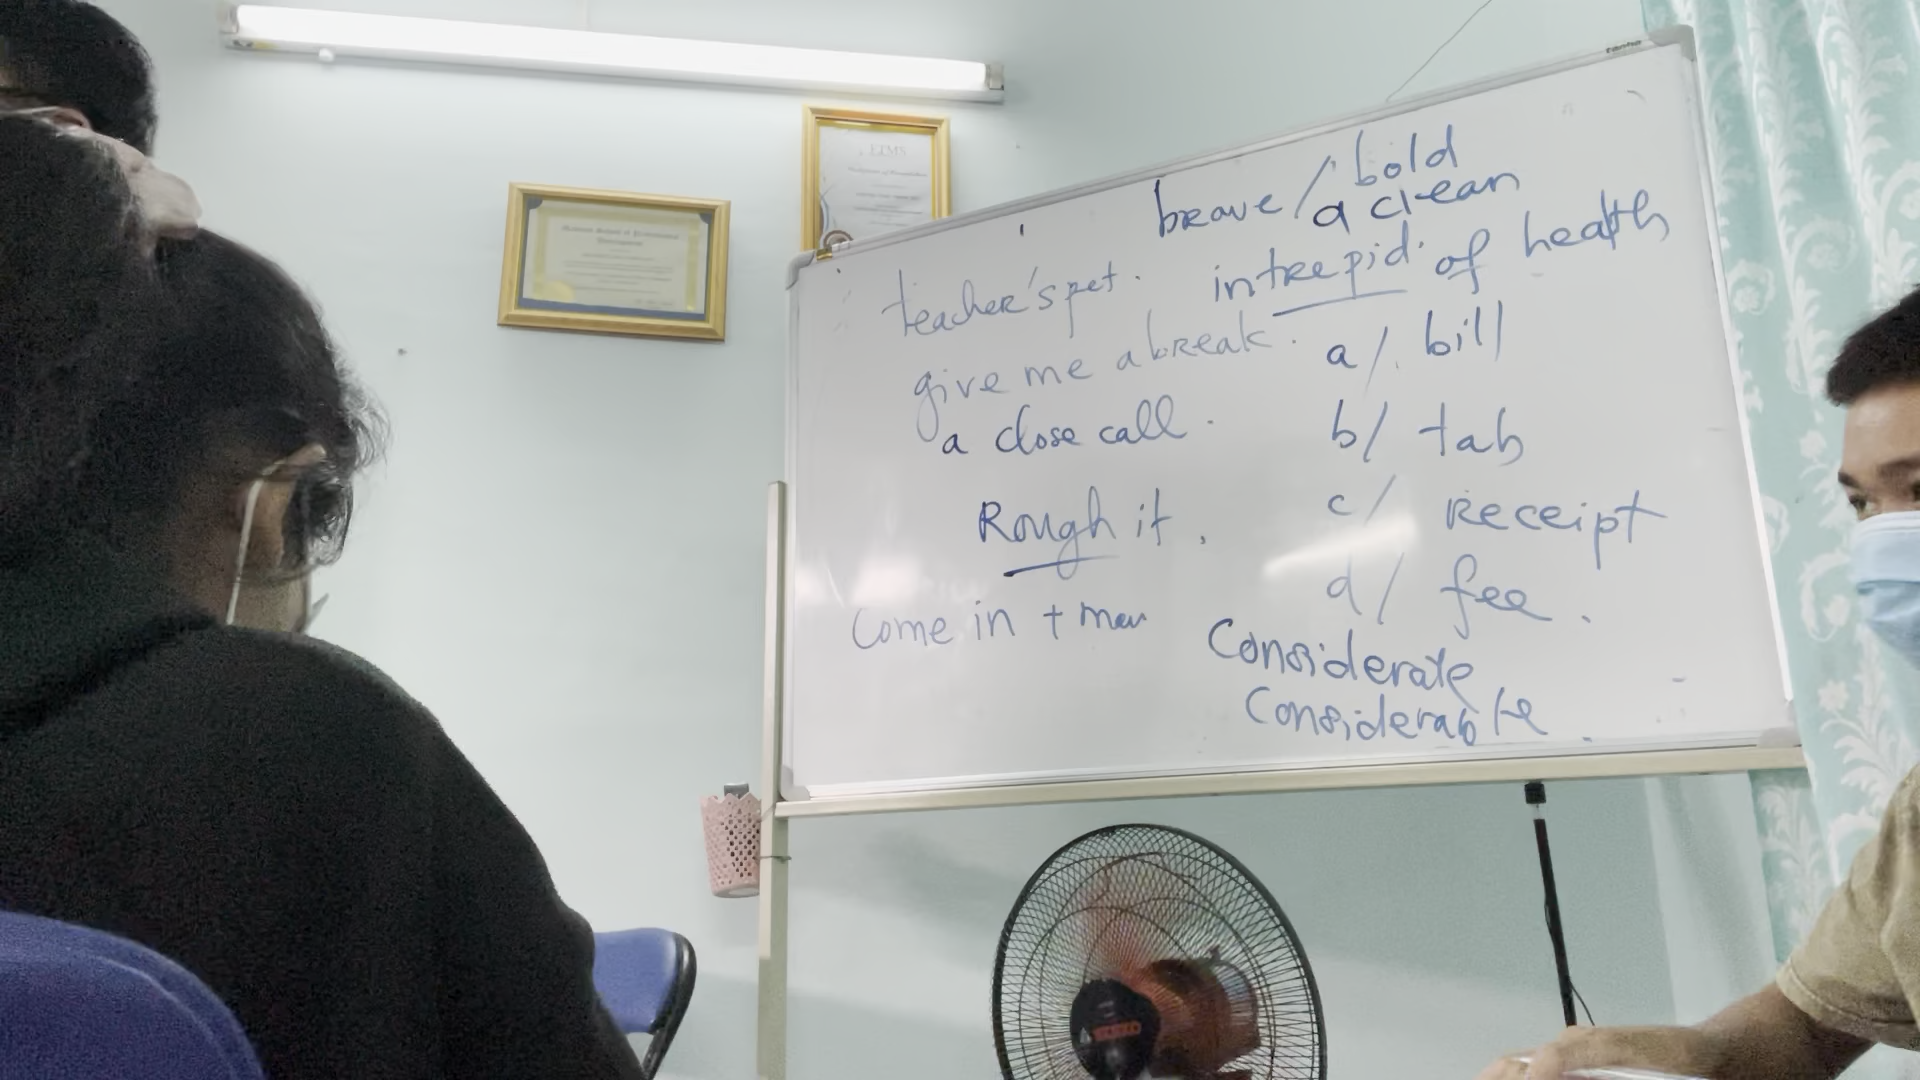 brave / bold
a clean
intrepid. of health
teacher's pet.
give me a break.
a close call.
Rough it.
Come in +
a/ bill
b/ tab
c/ receipt
d/ fee.
Considerate
Considerable